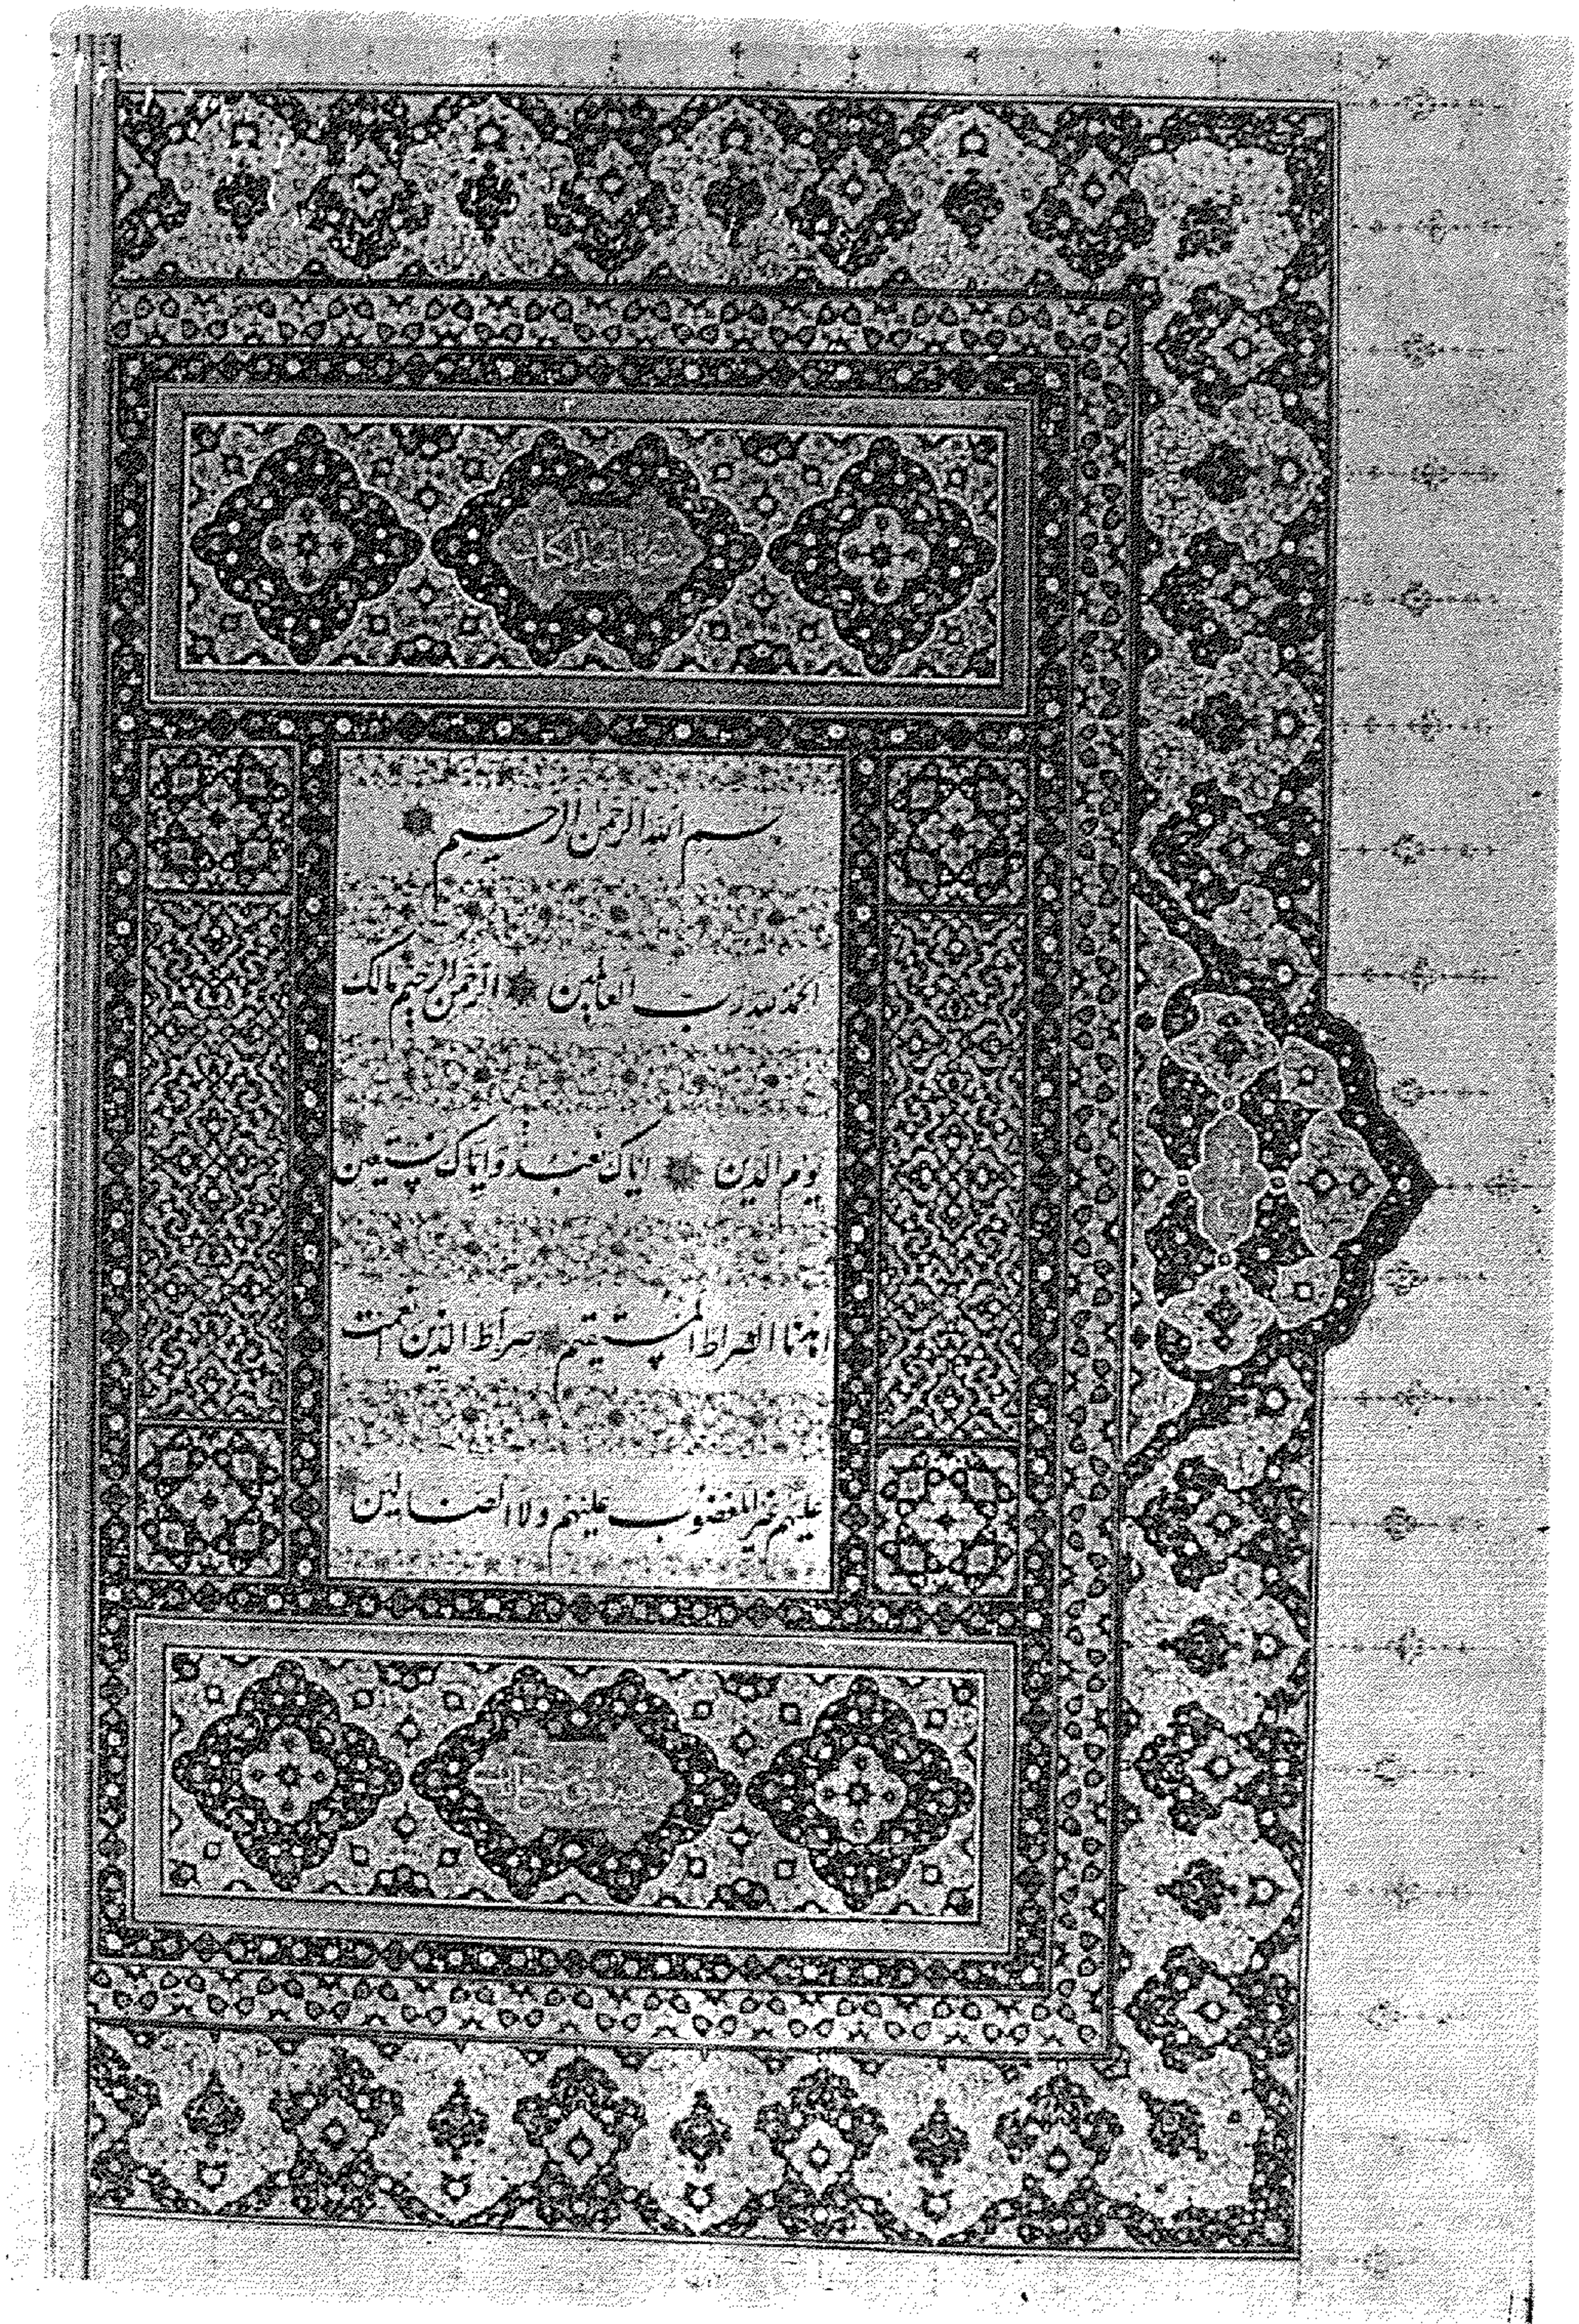 بسم الله الرحمن الرحيم
الحمد لله رب العالمين الرحمن الرحيم مالك
يوم الدين اياك نعبد واياك نستعين
اهدنا الصراط المستقيم صراط الذين انعمت
عليهم غير المغضوب عليهم ولا الضالين